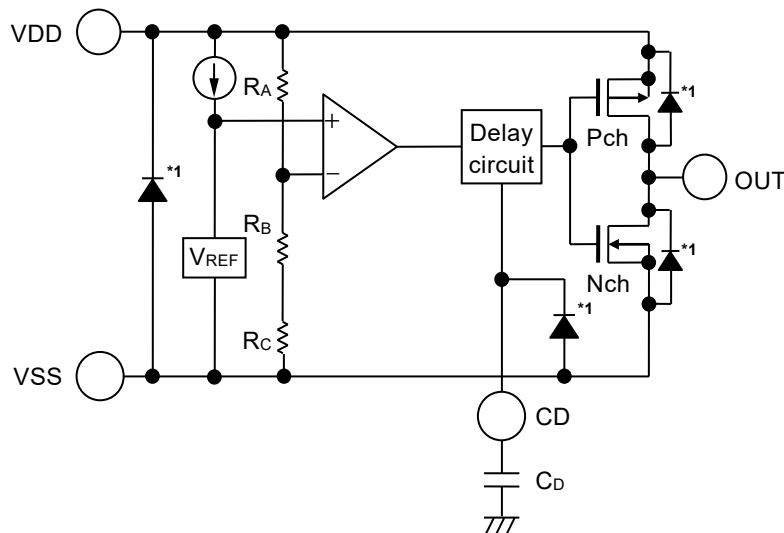 VDD
*1
RA
+
−
Delay
circuit
*1
Pch
OUT
*1
RB
VREF
Nch
*1
RC
VSS
CD
CD